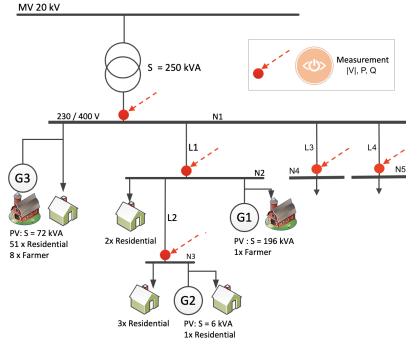 MV 20 kV
S = 250 kVA
Measurement
|V|, P, Q
230 / 400 V
N1
L1
L3
L4
G3
N2
N4
N5
PV: S = 72 kVA
51 x Residential
8 x Farmer
2x Residential
L2
G1
PV : S = 196 kVA
1x Farmer
N3
G2
3x Residential
PV: S = 6 kVA
1x Residential